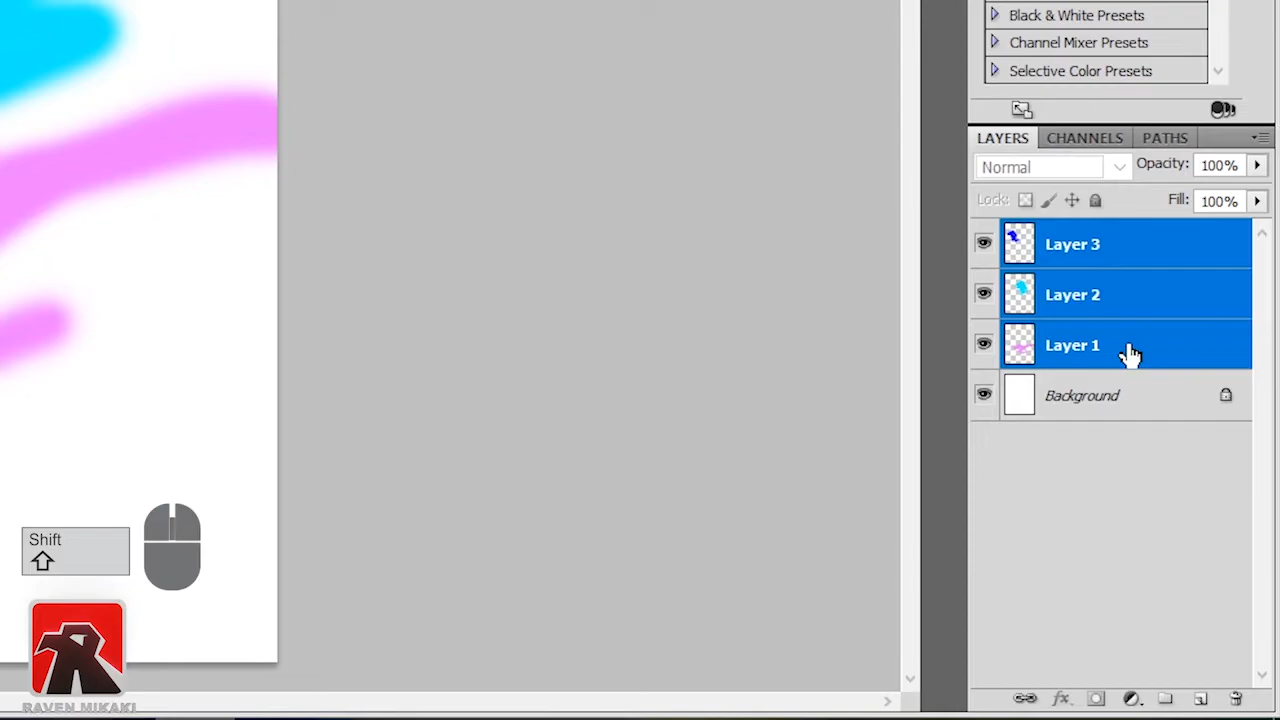 Black & White Presets
Channel Mixer Presets
Selective Color Presets
LAYERS CHANNELS PATHS
Normal Opacity: 100%
Lock: Fill: 100%
Layer 3
Layer 2
Layer 1
Background
Shift
fx
RAVEN MIKAKI